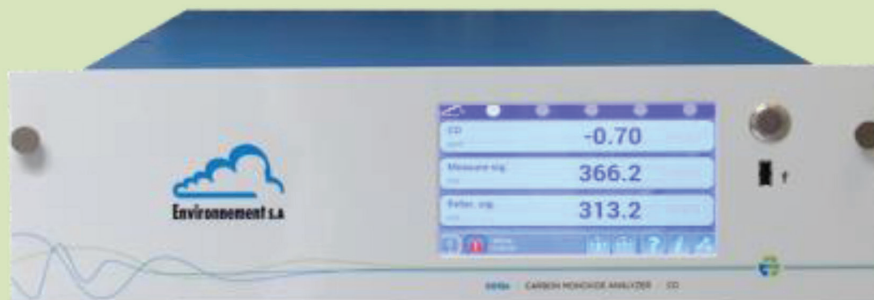 Environnement S.A
CO
-0.70
Measure sig.
366.2
Refer. sig.
313.2
CARBON MONOXIDE ANALYZER / CO